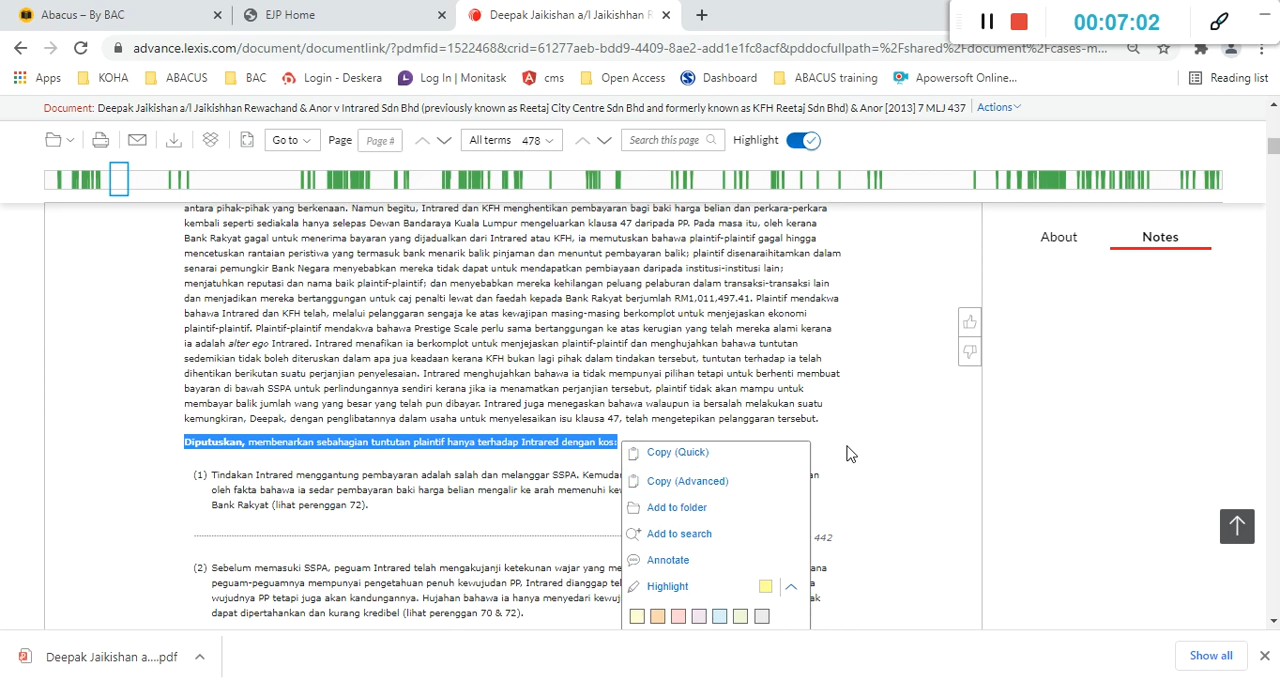 Abacus – By BAC
EJP Home
Deepak Jaikishan a/l Jaikishhan R
00:07:02
advance.lexis.com/document/documentlink/?pdmfid=1522468&crid=61277aeb-bdd9-4409-8ae2-add1e1fc8acf&pddocfullpath=%2Fshared%2Fdocument%2Fcases-m...
Apps KOHA ABACUS BAC Login - Deskera Log In | Monitask cms Open Access Dashboard ABACUS training Apowersoft Online... Reading list
Document: Deepak Jaikishan a/l Jaikishhan Rewachand & Anor v Intrared Sdn Bhd (previously known as Reetaj City Centre Sdn Bhd and formerly known as KFH Reetaj Sdn Bhd) & Anor [2013] 7 MLJ 437 Actions
Go to Page Page # All terms 478 Search this page Highlight
antara pihak-pihak yang berkenaan. Namun begitu, Intrared dan KFH menghentikan pembayaran bagi baki harga belian dan perkara-perkara
kembali seperti sediakala hanya selepas Dewan Bandaraya Kuala Lumpur mengeluarkan klausa 47 daripada PP. Pada masa itu, oleh kerana
Bank Rakyat gagal untuk menerima bayaran yang dijadualkan dari Intrared atau KFH, ia memutuskan bahawa plaintif-plaintif gagal hingga
mencetuskan rantaian peristiwa yang termasuk bank menarik balik pinjaman dan menuntut pembayaran balik; plaintif disenaraihitamkan dalam
senarai pemungkir Bank Negara menyebabkan mereka tidak dapat untuk mendapatkan pembiayaan daripada institusi-institusi lain;
menjatuhkan reputasi dan nama baik plaintif-plaintif; dan menyebabkan mereka kehilangan peluang pelaburan dalam transaksi-transaksi lain
dan menjadikan mereka bertanggungan untuk caj penalti lewat dan faedah kepada Bank Rakyat berjumlah RM1,011,497.41. Plaintif mendakwa
bahawa Intrared dan KFH telah, melalui pelanggaran sengaja ke atas kewajipan masing-masing berkomplot untuk menjejaskan ekonomi
plaintif-plaintif. Plaintif-plaintif mendakwa bahawa Prestige Scale perlu sama bertanggungan ke atas kerugian yang telah mereka alami kerana
ia adalah alter ego Intrared. Intrared menafikan ia berkomplot untuk menjejaskan plaintif-plaintif dan menghujahkan bahawa tuntutan
sedemikian tidak boleh diteruskan dalam apa jua keadaan kerana KFH bukan lagi pihak dalam tindakan tersebut, tuntutan terhadap ia telah
dihentikan berikutan suatu perjanjian penyelesaian. Intrared menghujahkan bahawa ia tidak mempunyai pilihan tetapi untuk berhenti membuat
bayaran di bawah SSPA untuk perlindungannya sendiri kerana jika ia menamatkan perjanjian tersebut, plaintif tidak akan mampu untuk
membayar balik jumlah wang yang besar yang telah pun dibayar. Intrared juga menegaskan bahawa walaupun ia bersalah melakukan suatu
kemungkiran, Deepak, dengan penglibatannya dalam usaha untuk menyelesaikan isu klausa 47, telah mengetepikan pelanggaran tersebut.
Diputuskan, membenarkan sebahagian tuntutan plaintif hanya terhadap Intrared dengan kos:
(1) Tindakan Intrared menggantung pembayaran adalah salah dan melanggar SSPA.
oleh fakta bahawa ia sedar pembayaran baki harga belian mengalir ke arah memenuhi
Bank Rakyat (lihat perenggan 72).
442
(2) Sebelum memasuki SSPA, peguam Intrared telah mengakujanji ketekunan wajar yang
peguam-peguamnya mempunyai pengetahuan penuh kewujudan PP, Intrared dianggap
wujudnya PP tetapi juga akan kandungannya. Hujahan bahawa ia hanya menyedari
dapat dipertahankan dan kurang kredibel (lihat perenggan 70 & 72).
Copy (Quick)
Copy (Advanced)
Add to folder
Add to search
Annotate
Highlight
About Notes
Deepak Jaikishan a....pdf
Show all